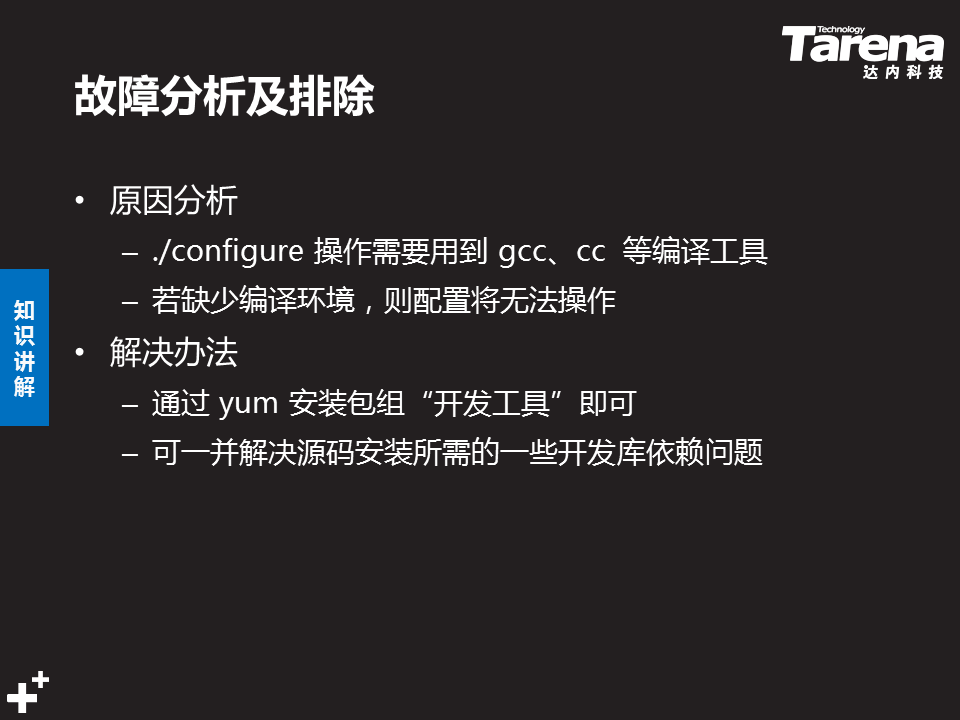 Technology
Tarena
达内科技
故障分析及排除
• 原因分析
– ./configure 操作需要用到 gcc、cc 等编译工具
– 若缺少编译环境，则配置将无法操作
• 解决办法
– 通过 yum 安装包组“开发工具”即可
– 可一并解决源码安装所需的一些开发库依赖问题
知识讲解